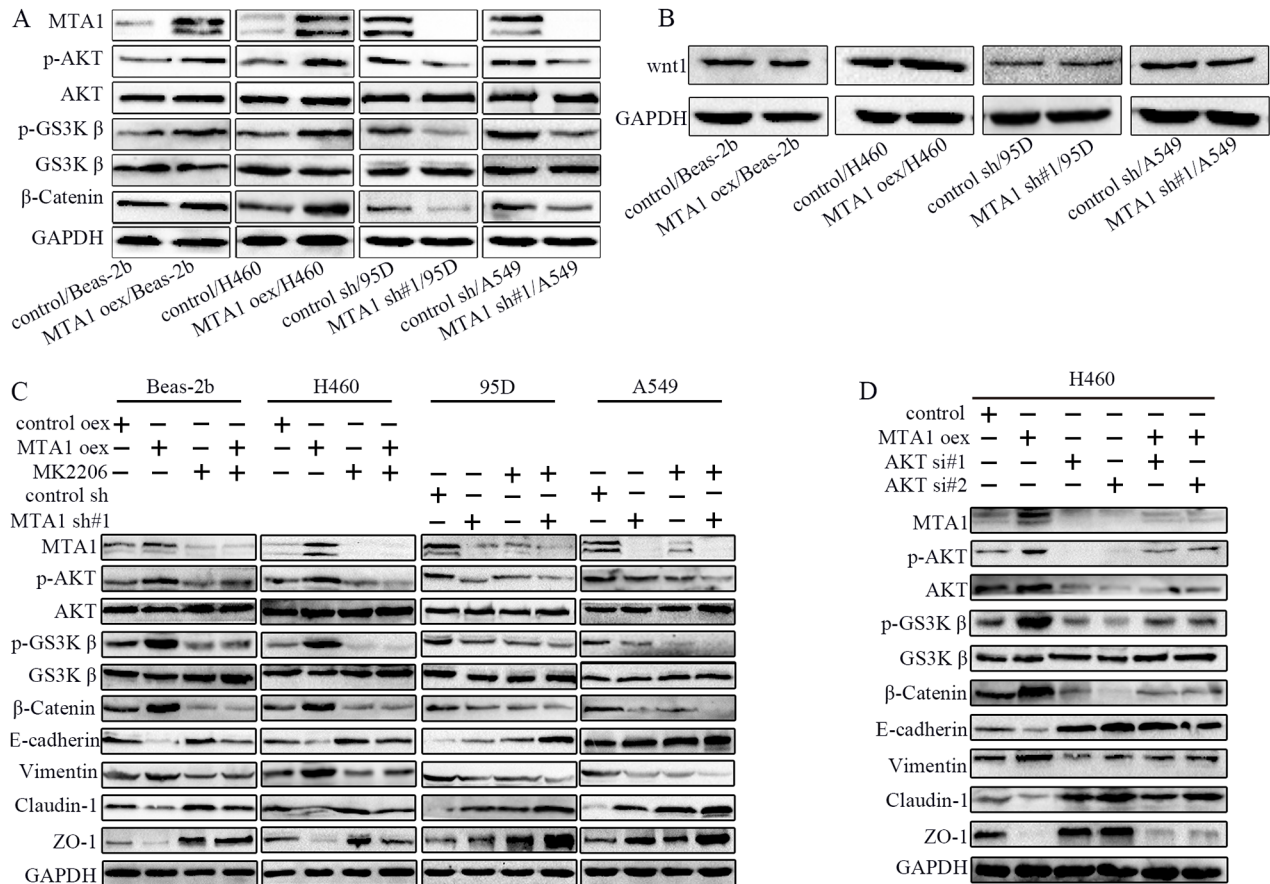 A
MTA1
p-AKT
AKT
p-GS3K β
GS3K β
β-Catenin
GAPDH
control/Beas-2b
MTA1 oex/Beas-2b
control/H460
MTA1 oex/H460
control sh/95D
MTA1 sh#1/95D
control sh/A549
MTA1 sh#1/A549
B
wnt1
GAPDH
control/Beas-2b
MTA1 oex/Beas-2b
control/H460
MTA1 oex/H460
control sh/95D
MTA1 sh#1/95D
control sh/A549
MTA1 sh#1/A549
C
Beas-2b H460 95D A549
control oex + − − − + − − −
MTA1 oex − + − + − + − +
MK2206 − − + + − − + + − − + + − − + +
control sh + − − − + − − −
MTA1 sh#1 − + − + − + − +
MTA1
p-AKT
AKT
p-GS3K β
GS3K β
β-Catenin
E-cadherin
Vimentin
Claudin-1
ZO-1
GAPDH
D
H460
control + − − − − −
MTA1 oex − + − − + +
AKT si#1 − − + − + −
AKT si#2 − − − + − +
MTA1
p-AKT
AKT
p-GS3K β
GS3K β
β-Catenin
E-cadherin
Vimentin
Claudin-1
ZO-1
GAPDH